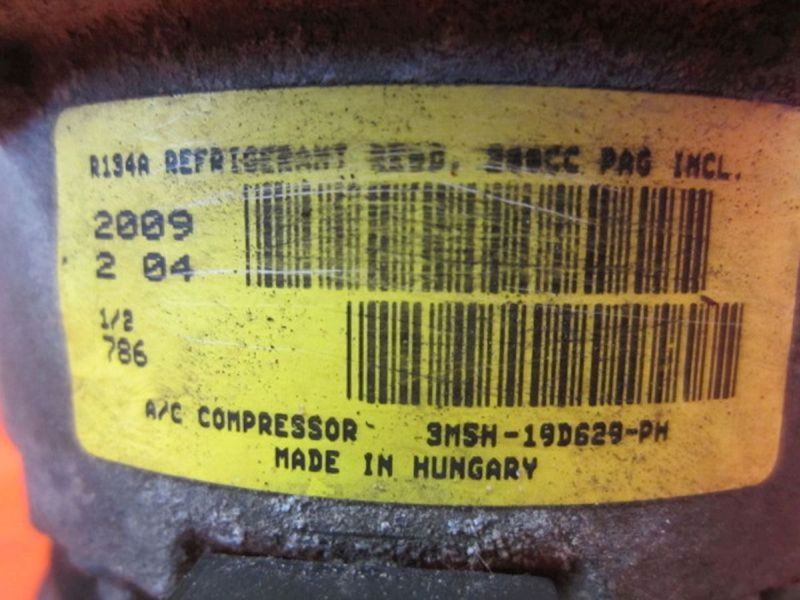 R134A REFRIGERANT REQD. 200CC PAG INCL.
2009
2 04
1/2
786
A/C COMPRESSOR 3M5H-19D629-PH
MADE IN HUNGARY